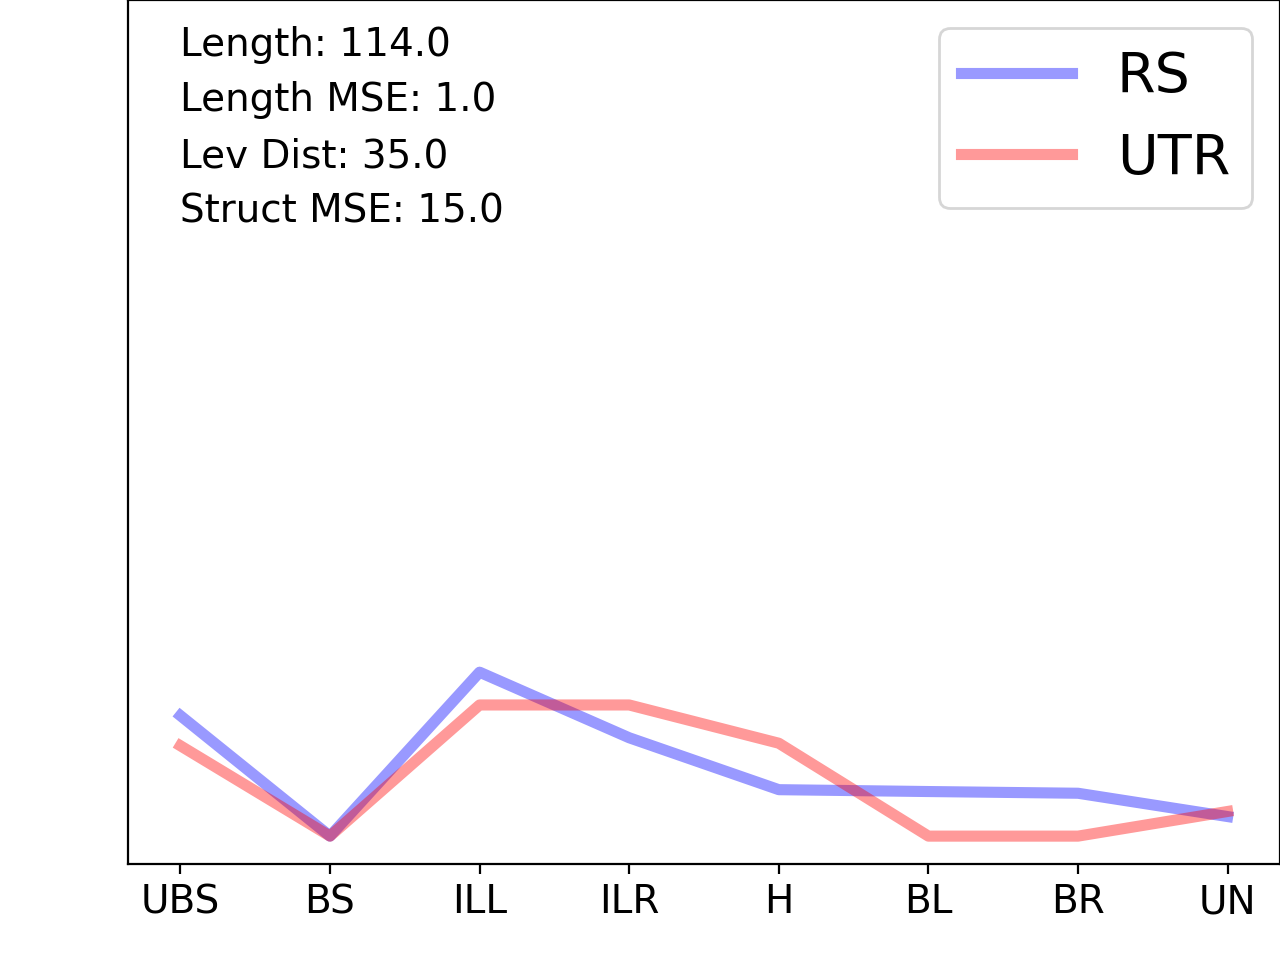 Length: 114.0
Length MSE: 1.0
Lev Dist: 35.0
Struct MSE: 15.0
RS
UTR
UBS BS ILL ILR H BL BR UN